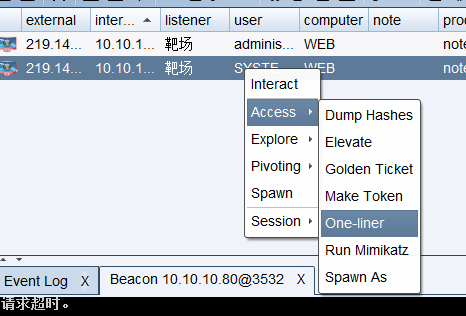 external inter... listener user computer note proc
219.14... 10.10.1... 靶场 adminis... WEB note
219.14... 10.10.1... 靶场 SYSTE... WEB note
Interact
Access
Explore
Pivoting
Spawn
Session
Dump Hashes
Elevate
Golden Ticket
Make Token
One-liner
Run Mimikatz
Spawn As
Event Log X Beacon 10.10.10.80@3532 X
请求超时。